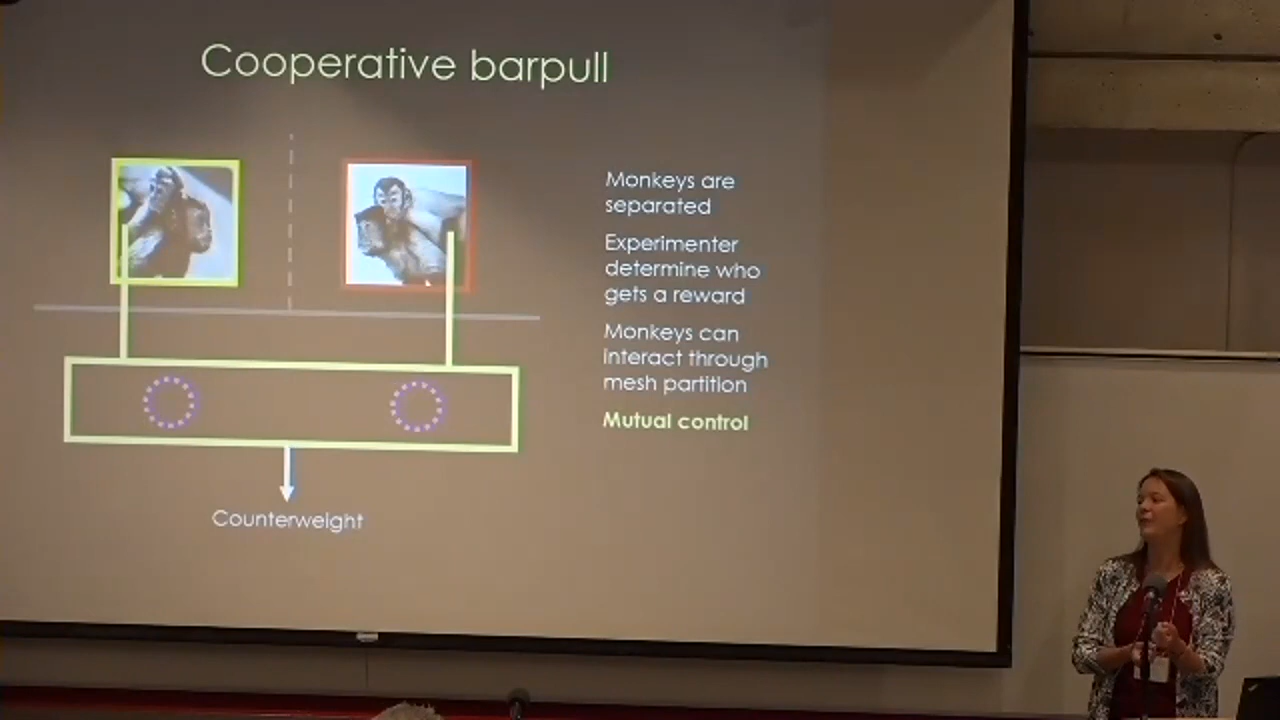 Cooperative barpull
Monkeys are
separated
Experimenter
determine who
gets a reward
Monkeys can
interact through
mesh partition
Mutual control
Counterweight